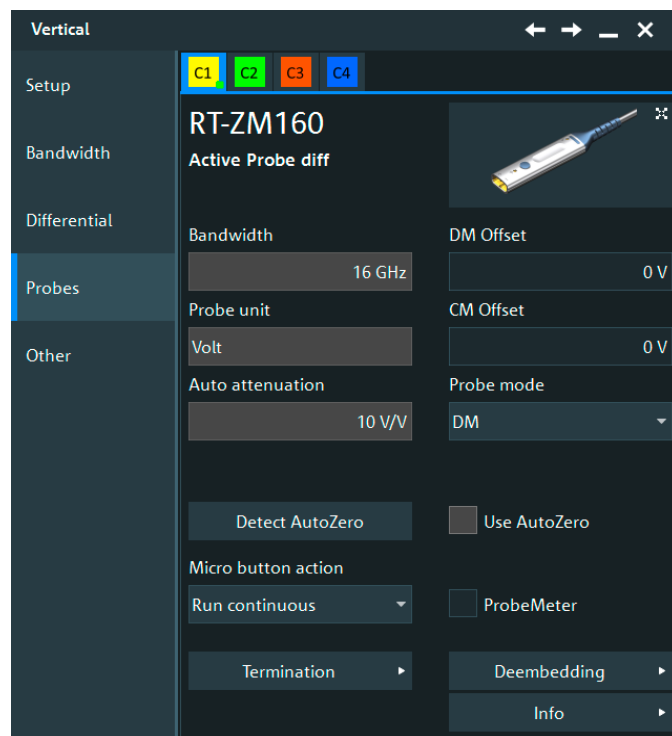 Vertical
Setup
Bandwidth
Differential
Probes
Other
C1 C2 C3 C4
RT-ZM160
Active Probe diff
Bandwidth DM Offset
16 GHz 0 V
Probe unit CM Offset
Volt 0 V
Auto attenuation Probe mode
10 V/V DM
Detect AutoZero Use AutoZero
Micro button action
Run continuous ProbeMeter
Termination Deembedding
Info